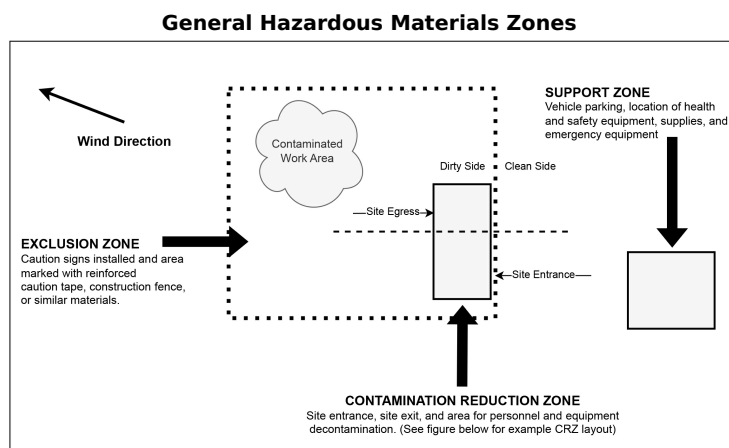 General Hazardous Materials Zones
SUPPORT ZONE
Vehicle parking, location of health
and safety equipment, supplies, and
emergency equipment
Wind Direction
Contaminated
Work Area
Dirty Side
Clean Side
Site Egress
EXCLUSION ZONE
Caution signs installed and area
marked with reinforced
caution tape, construction fence,
or similar materials.
Site Entrance
CONTAMINATION REDUCTION ZONE
Site entrance, site exit, and area for personnel and equipment
decontamination. (See figure below for example CRZ layout)